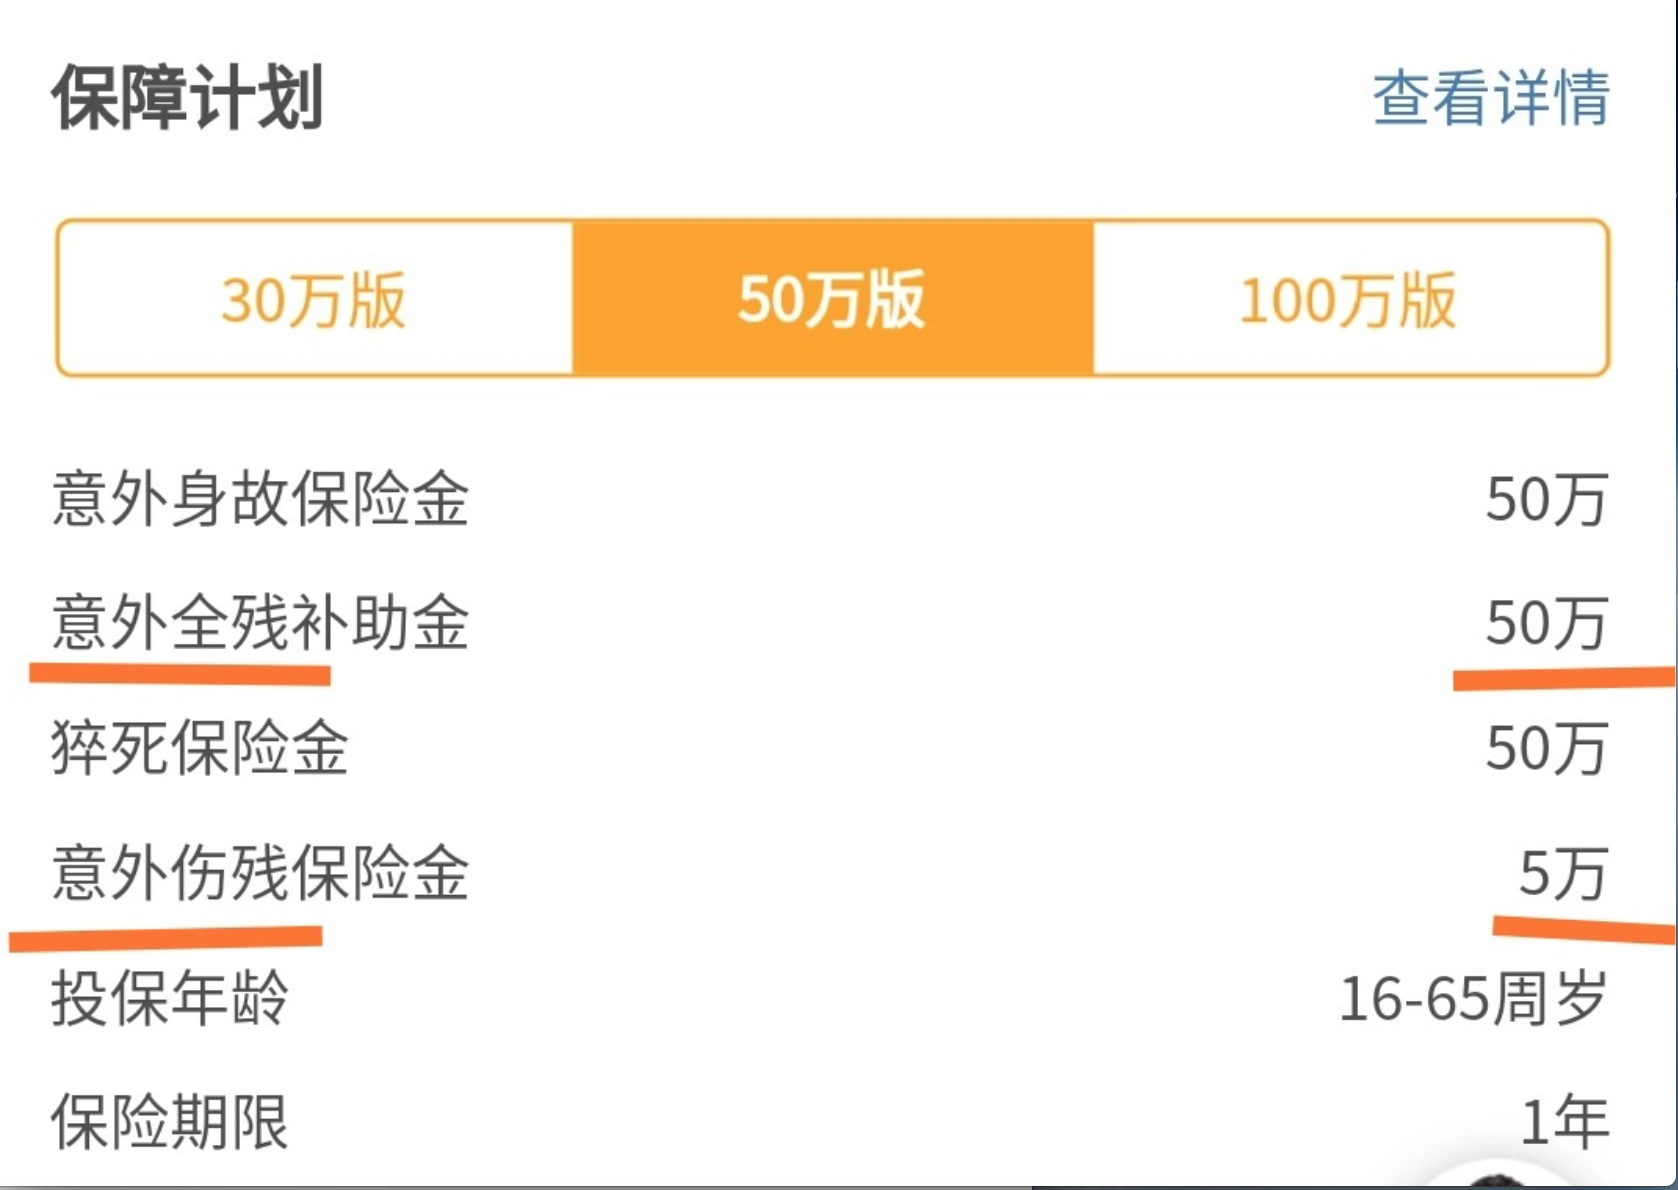 保障计划 查看详情
30万版 50万版 100万版
意外身故保险金 50万
意外全残补助金 50万
猝死保险金 50万
意外伤残保险金 5万
投保年龄 16-65周岁
保险期限 1年